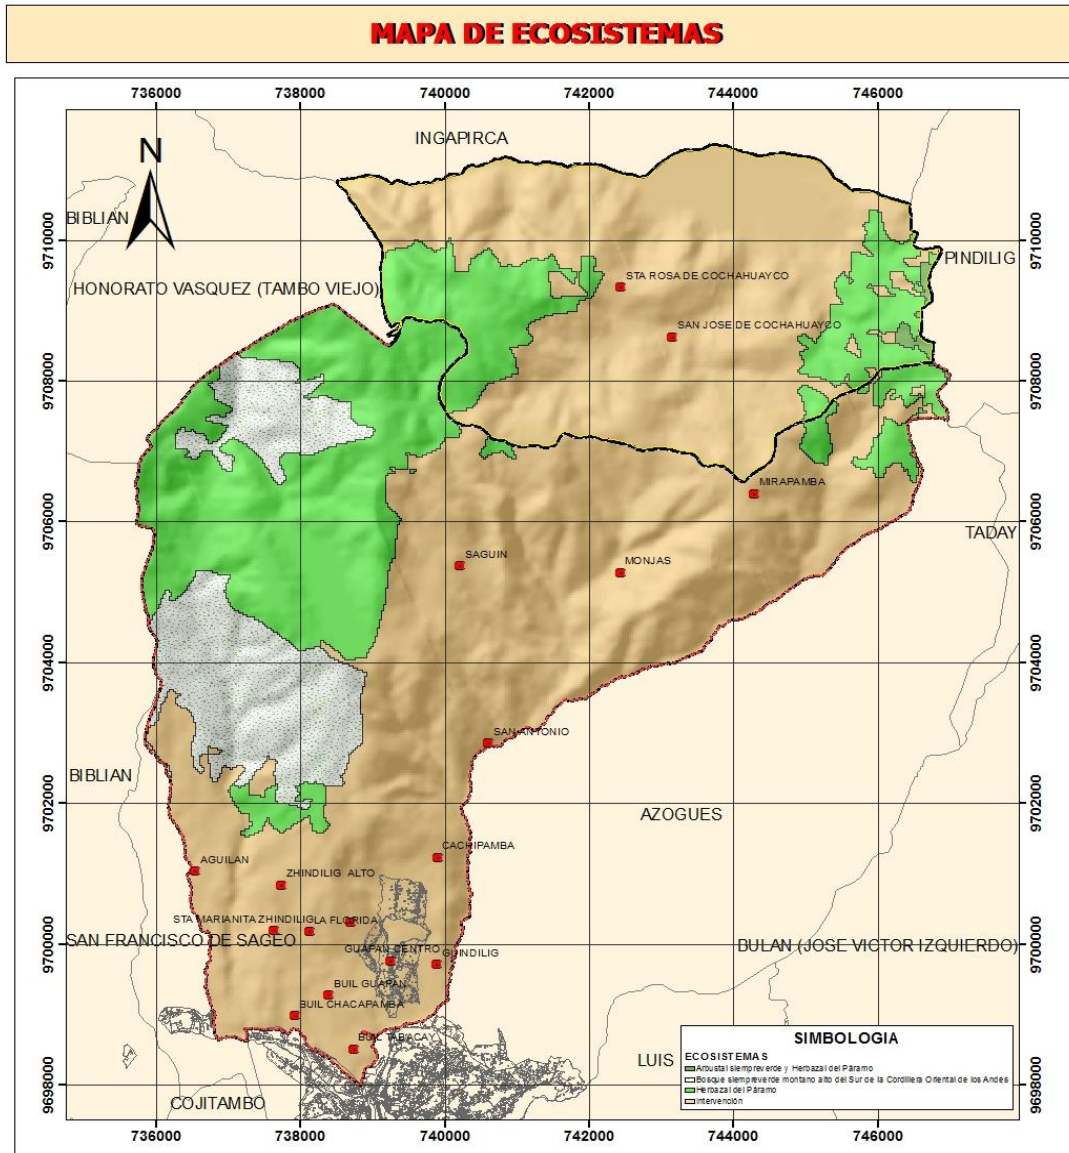 MAPA DE ECOSISTEMAS
736000 738000 740000 742000 744000 746000
INGAPIRCA
N
BIBLIAN
9710000 9710000
PINDILIG
STA ROSA DE COCHAHUAYCO
HONORATO VASQUEZ (TAMBO VIEJO)
SAN JOSE DE COCHAHUAYCO
9708000 9708000
MIRAPAMBA
9706000 9706000
TADAY
SAGUIN
MONJAS
9704000 9704000
SAN ANTONIO
BIBLIAN
9702000 9702000
AZOGUES
CACHIPAMBA
AGUILAN
ZHINDILIG ALTO
STA MARIANITA ZHINDILIG LA FLORIDA
SAN FRANCISCO DE SAGEO
9700000 9700000
BULAN (JOSE VICTOR IZQUIERDO)
GUAPAN CENTRO
GUINDILIG
BUIL GUAPAN
BUIL CHACAPAMBA
BUIL TABACAY
LUIS
SIMBOLOGIA
ECOSISTEMAS
Arbustal siempreverde y Herbazal del Páramo
Bosque siempreverde montano alto del Sur de la Cordillera Oriental de los Andes
Herbazal del Páramo
Intervención
9698000 9698000
COJITAMBO
736000 738000 740000 742000 744000 746000